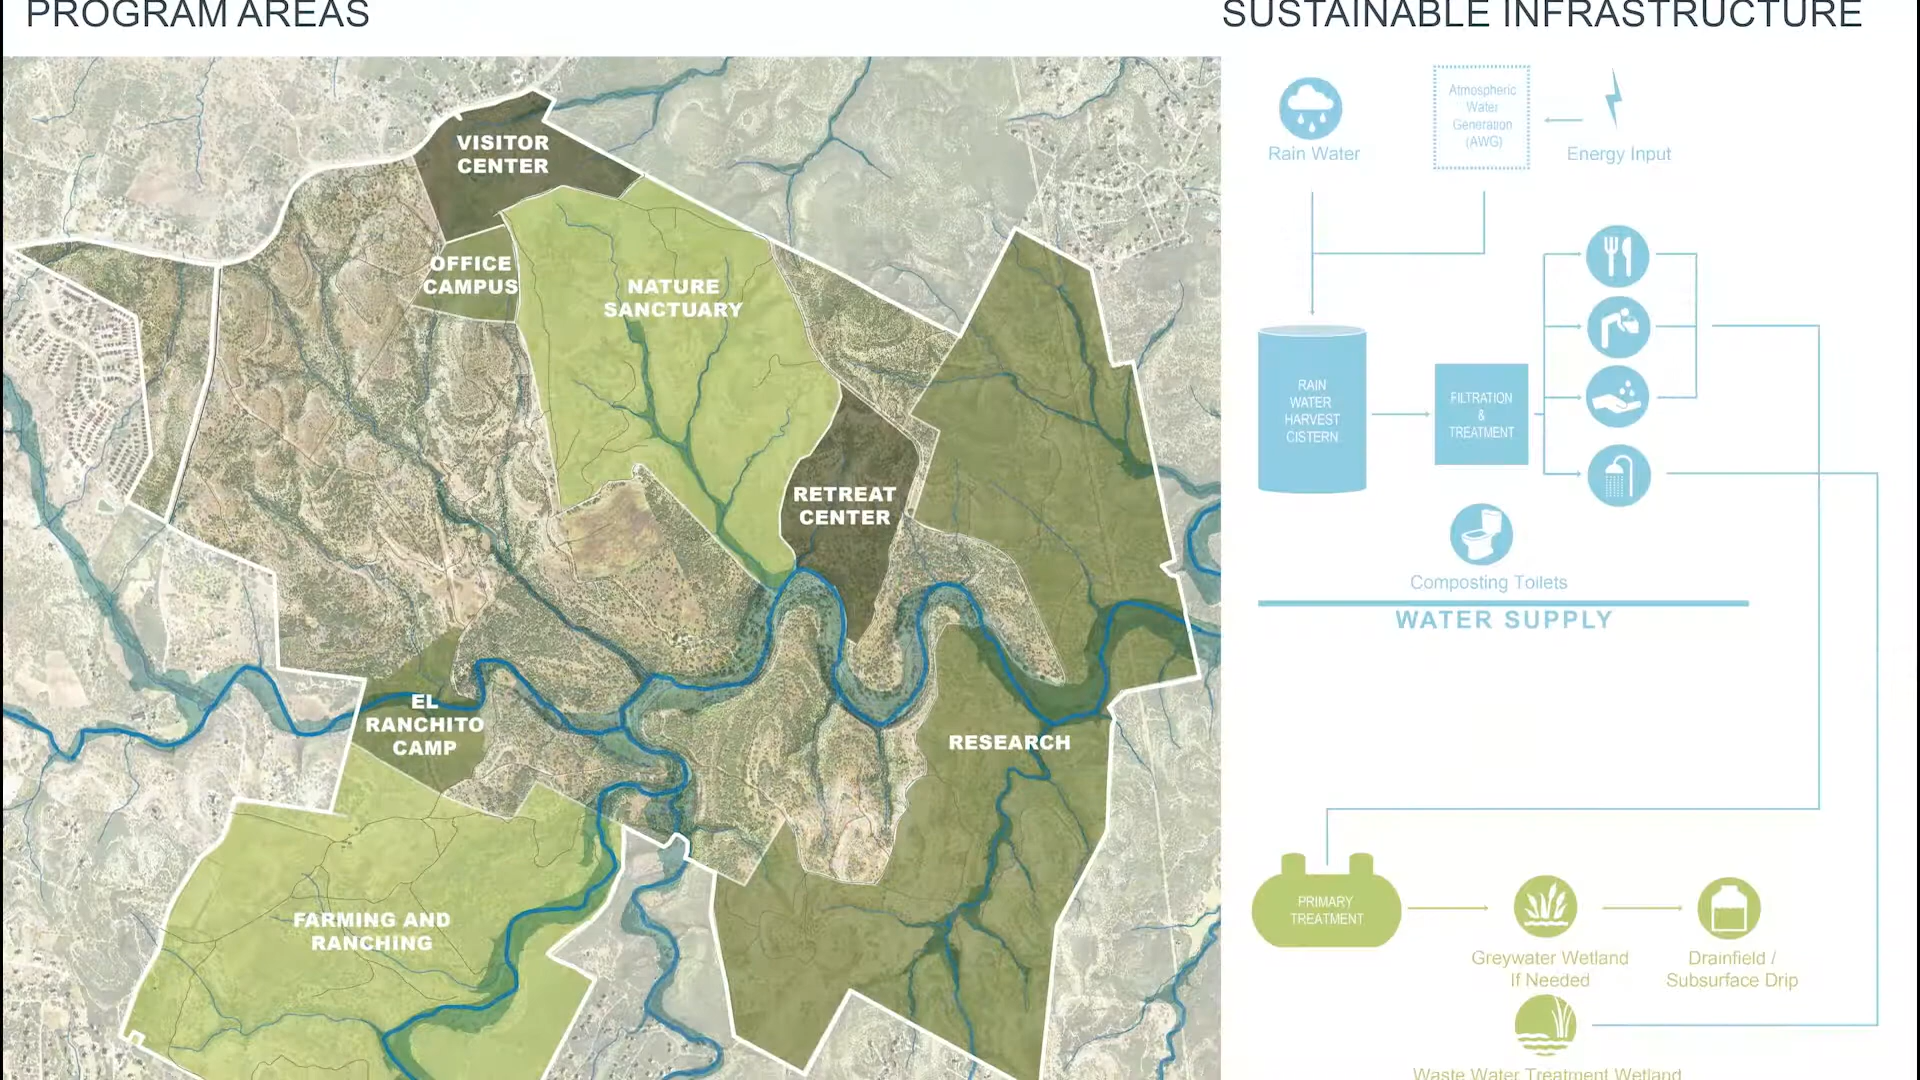 PROGRAM AREAS
SUSTAINABLE INFRASTRUCTURE
VISITOR
CENTER
OFFICE
CAMPUS
NATURE
SANCTUARY
RETREAT
CENTER
EL
RANCHITO
CAMP
RESEARCH
FARMING AND
RANCHING
Rain Water
Atmospheric
Water
Generation
(AWG)
Energy Input
RAIN
WATER
HARVEST
CISTERN
FILTRATION
&
TREATMENT
Composting Toilets
WATER SUPPLY
PRIMARY
TREATMENT
Greywater Wetland
If Needed
Drainfield /
Subsurface Drip
Waste Water Treatment Wetland